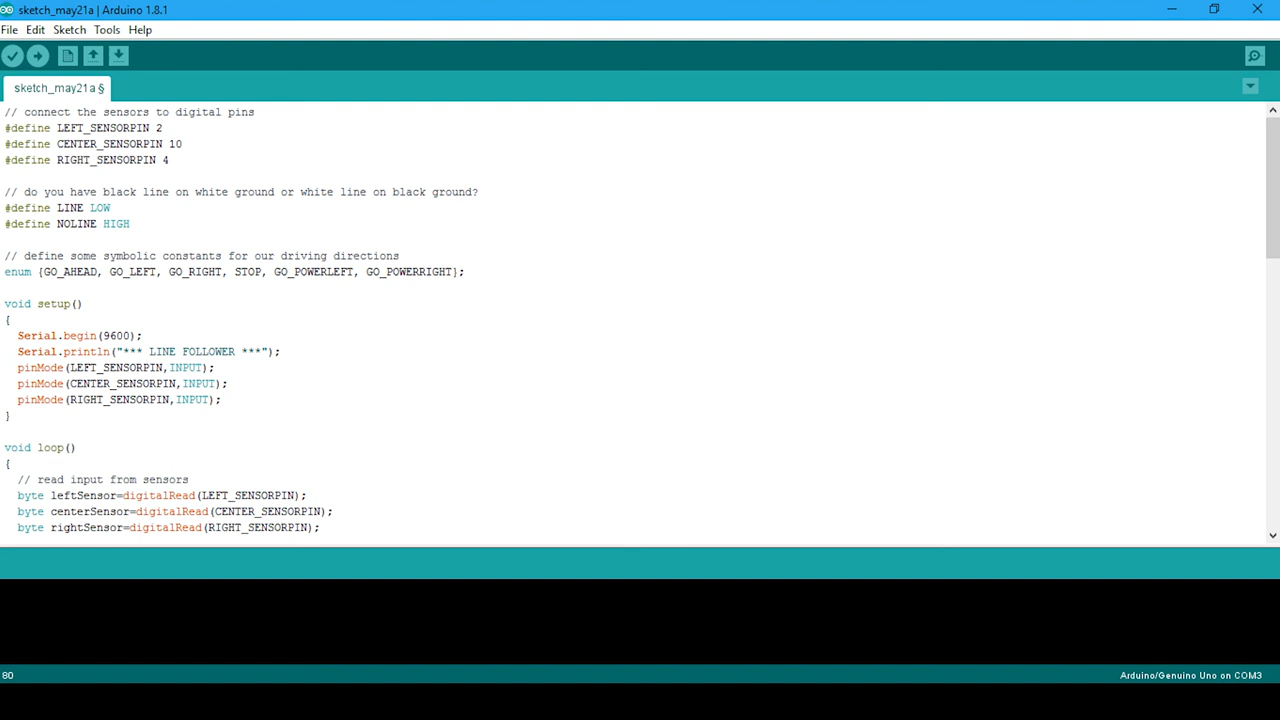 sketch_may21a | Arduino 1.8.1
File Edit Sketch Tools Help
sketch_may21a §
// connect the sensors to digital pins
#define LEFT_SENSORPIN 2
#define CENTER_SENSORPIN 10
#define RIGHT_SENSORPIN 4
// do you have black line on white ground or white line on black ground?
#define LINE LOW
#define NOLINE HIGH
// define some symbolic constants for our driving directions
enum {GO_AHEAD, GO_LEFT, GO_RIGHT, STOP, GO_POWERLEFT, GO_POWERRIGHT};
void setup()
{
Serial.begin(9600);
Serial.println("*** LINE FOLLOWER ***");
pinMode(LEFT_SENSORPIN,INPUT);
pinMode(CENTER_SENSORPIN,INPUT);
pinMode(RIGHT_SENSORPIN,INPUT);
}
void loop()
{
// read input from sensors
byte leftSensor=digitalRead(LEFT_SENSORPIN);
byte centerSensor=digitalRead(CENTER_SENSORPIN);
byte rightSensor=digitalRead(RIGHT_SENSORPIN);
80 Arduino/Genuino Uno on COM3